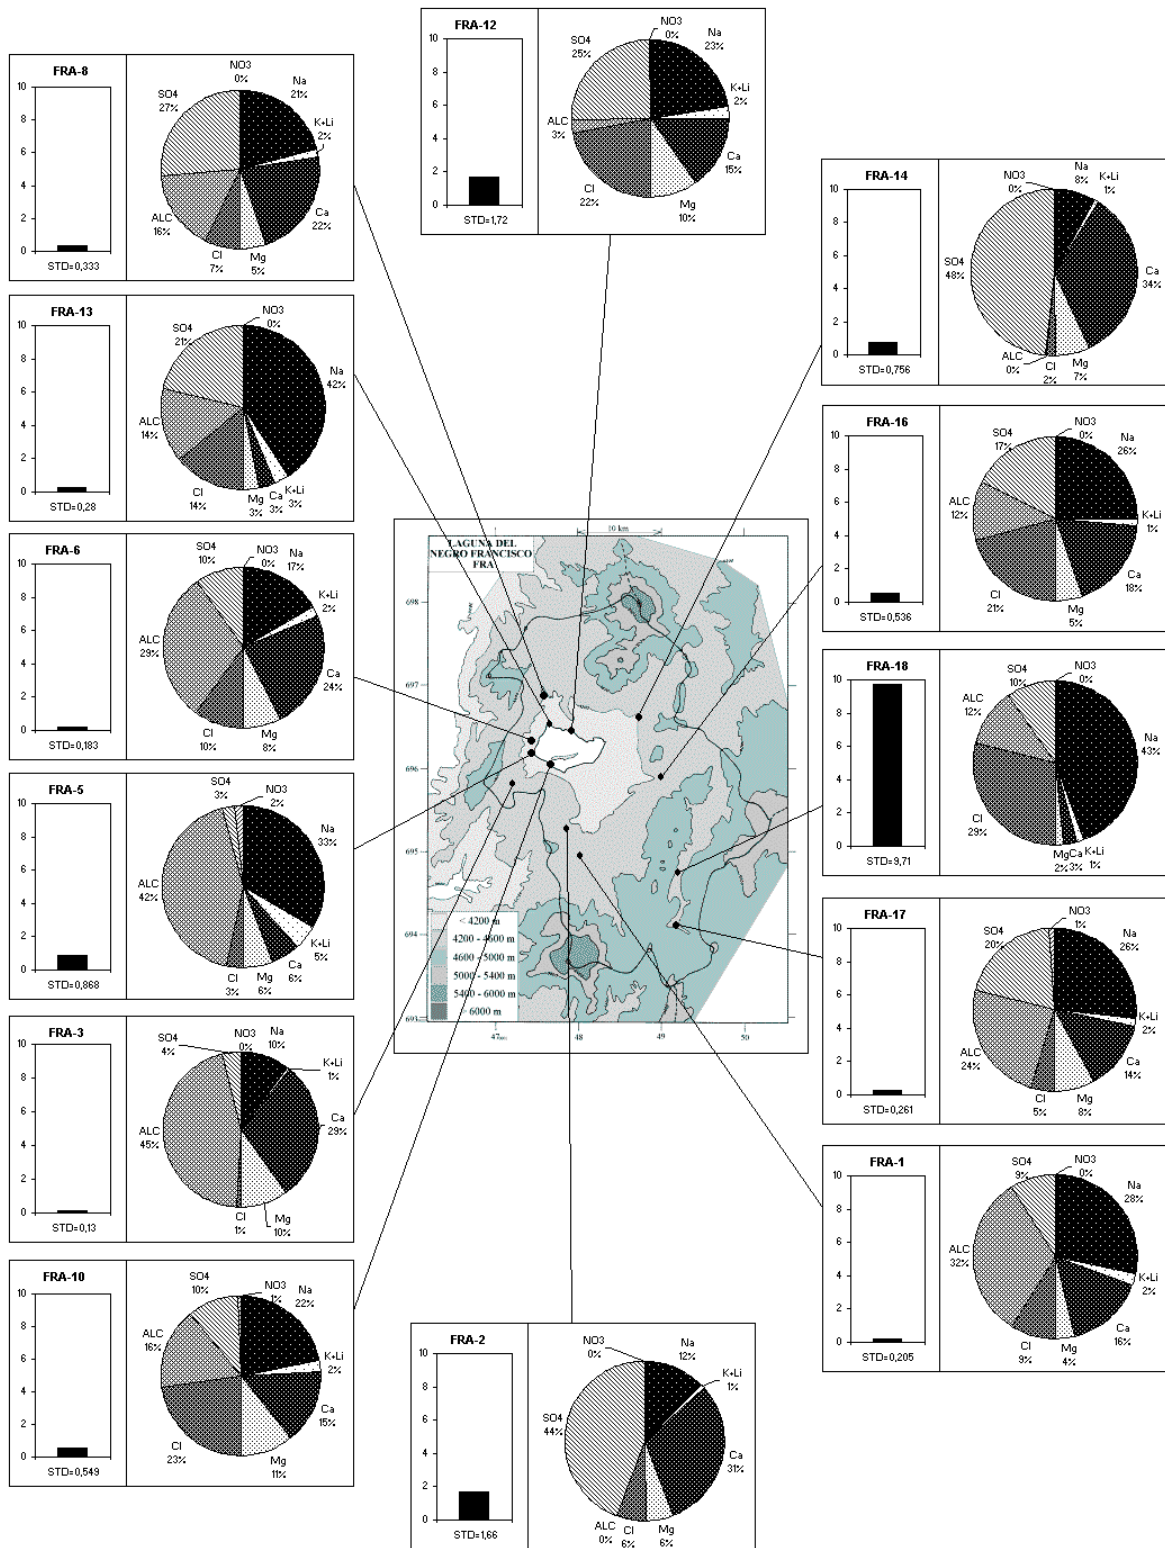 FRA-12
10
8
6
4
2
0
STD=1,72
NO3
0%
Na
23%
K+Li
2%
Ca
15%
Mg
10%
Cl
22%
ALC
3%
SO4
25%
FRA-8
10
8
6
4
2
0
STD=0,333
NO3
0%
Na
21%
K+Li
2%
Ca
22%
Mg
5%
Cl
7%
ALC
16%
SO4
27%
FRA-14
10
8
6
4
2
0
STD=0,756
NO3
0%
Na
8%
K+Li
1%
Ca
34%
Mg
7%
Cl
2%
ALC
0%
SO4
48%
FRA-13
10
8
6
4
2
0
STD=0,28
NO3
0%
Na
42%
K+Li
3%
Ca
3%
Mg
3%
Cl
14%
ALC
14%
SO4
21%
FRA-16
10
8
6
4
2
0
STD=0,536
NO3
0%
Na
26%
K+Li
1%
Ca
18%
Mg
5%
Cl
21%
ALC
12%
SO4
17%
FRA-6
10
8
6
4
2
0
STD=0,183
NO3
0%
Na
17%
K+Li
2%
Ca
24%
Mg
8%
Cl
10%
ALC
29%
SO4
10%
10 km
LAGUNA DEL
NEGRO FRANCISCO
FRA
698
697
696
694
693
< 4200 m
4200 - 4600 m
4600 - 5000 m
5000 - 5400 m
5400 - 6000 m
6000 m
47
48
49
50
FRA-18
10
8
6
4
2
0
STD=9,71
NO3
0%
Na
43%
K+Li
1%
Ca
3%
Mg
2%
Cl
29%
ALC
12%
SO4
10%
FRA-5
10
8
6
4
2
0
STD=0,868
NO3
2%
Na
33%
K+Li
5%
Ca
6%
Mg
6%
Cl
3%
ALC
42%
SO4
3%
FRA-17
10
8
6
4
2
0
STD=0,261
NO3
1%
Na
26%
K+Li
2%
Ca
14%
Mg
8%
Cl
5%
ALC
24%
SO4
20%
FRA-3
10
8
6
4
2
0
STD=0,13
NO3
0%
Na
10%
K+Li
1%
Ca
29%
Mg
10%
Cl
1%
ALC
45%
SO4
4%
FRA-1
10
8
6
4
2
0
STD=0,205
NO3
0%
Na
28%
K+Li
2%
Ca
16%
Mg
4%
Cl
9%
ALC
32%
SO4
9%
FRA-10
10
8
6
4
2
0
STD=0,549
NO3
1%
Na
22%
K+Li
2%
Ca
15%
Mg
11%
Cl
23%
ALC
16%
SO4
10%
FRA-2
10
8
6
4
2
0
STD=1,66
NO3
0%
Na
12%
K+Li
1%
Ca
31%
Mg
6%
Cl
6%
ALC
0%
SO4
44%